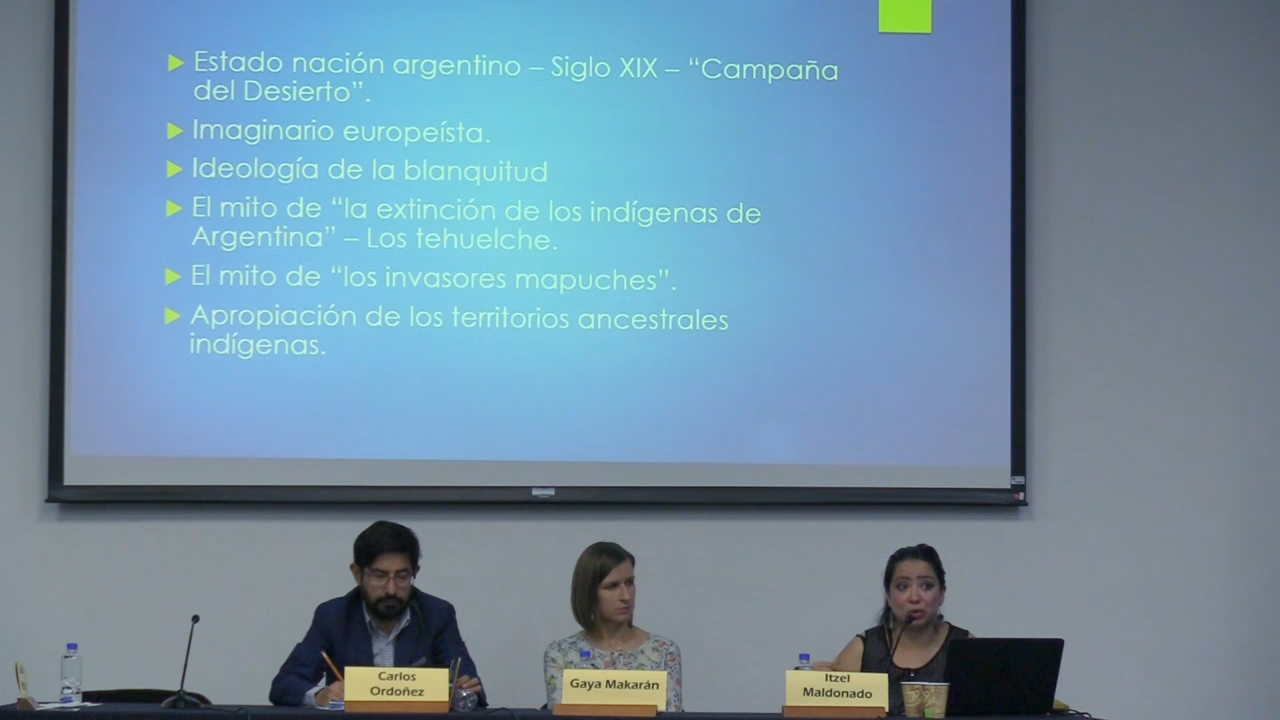 Estado nación argentino – Siglo XIX – “Campaña
del Desierto”.
Imaginario europeísta.
Ideología de la blanquitud
El mito de “la extinción de los indígenas de
Argentina” – Los tehuelche.
El mito de “los invasores mapuches”.
Apropiación de los territorios ancestrales
indígenas.
Carlos
Ordoñez
Gaya Makarán
Itzel
Maldonado